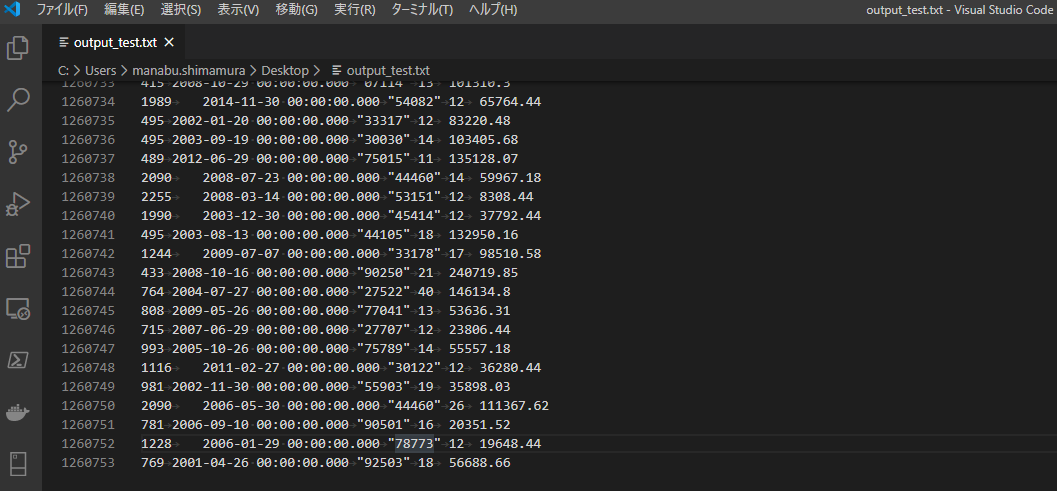 ファイル(F) 編集(E) 選択(S) 表示(V) 移動(G) 実行(R) ターミナル(T) ヘルプ(H) output_test.txt - Visual Studio Code
output_test.txt
C: > Users > manabu.shimamura > Desktop > output_test.txt
1260733 415 2008-10-29 00:00:00.000 "07114" 13 101310.3
1260734 1989 2014-11-30 00:00:00.000 "54082" 12 65764.44
1260735 495 2002-01-20 00:00:00.000 "33317" 12 83220.48
1260736 495 2003-09-19 00:00:00.000 "30030" 14 103405.68
1260737 489 2012-06-29 00:00:00.000 "75015" 11 135128.07
1260738 2090 2008-07-23 00:00:00.000 "44460" 14 59967.18
1260739 2255 2008-03-14 00:00:00.000 "53151" 12 8308.44
1260740 1990 2003-12-30 00:00:00.000 "45414" 12 37792.44
1260741 495 2003-08-13 00:00:00.000 "44105" 18 132950.16
1260742 1244 2009-07-07 00:00:00.000 "33178" 17 98510.58
1260743 433 2008-10-16 00:00:00.000 "90250" 21 240719.85
1260744 764 2004-07-27 00:00:00.000 "27522" 40 146134.8
1260745 808 2009-05-26 00:00:00.000 "77041" 13 53636.31
1260746 715 2007-06-29 00:00:00.000 "27707" 12 23806.44
1260747 993 2005-10-26 00:00:00.000 "75789" 14 55557.18
1260748 1116 2011-02-27 00:00:00.000 "30122" 12 36280.44
1260749 981 2002-11-30 00:00:00.000 "55903" 19 35898.03
1260750 2090 2006-05-30 00:00:00.000 "44460" 26 111367.62
1260751 781 2006-09-10 00:00:00.000 "90501" 16 20351.52
1260752 1228 2006-01-29 00:00:00.000 "78773" 12 19648.44
1260753 769 2001-04-26 00:00:00.000 "92503" 18 56688.66